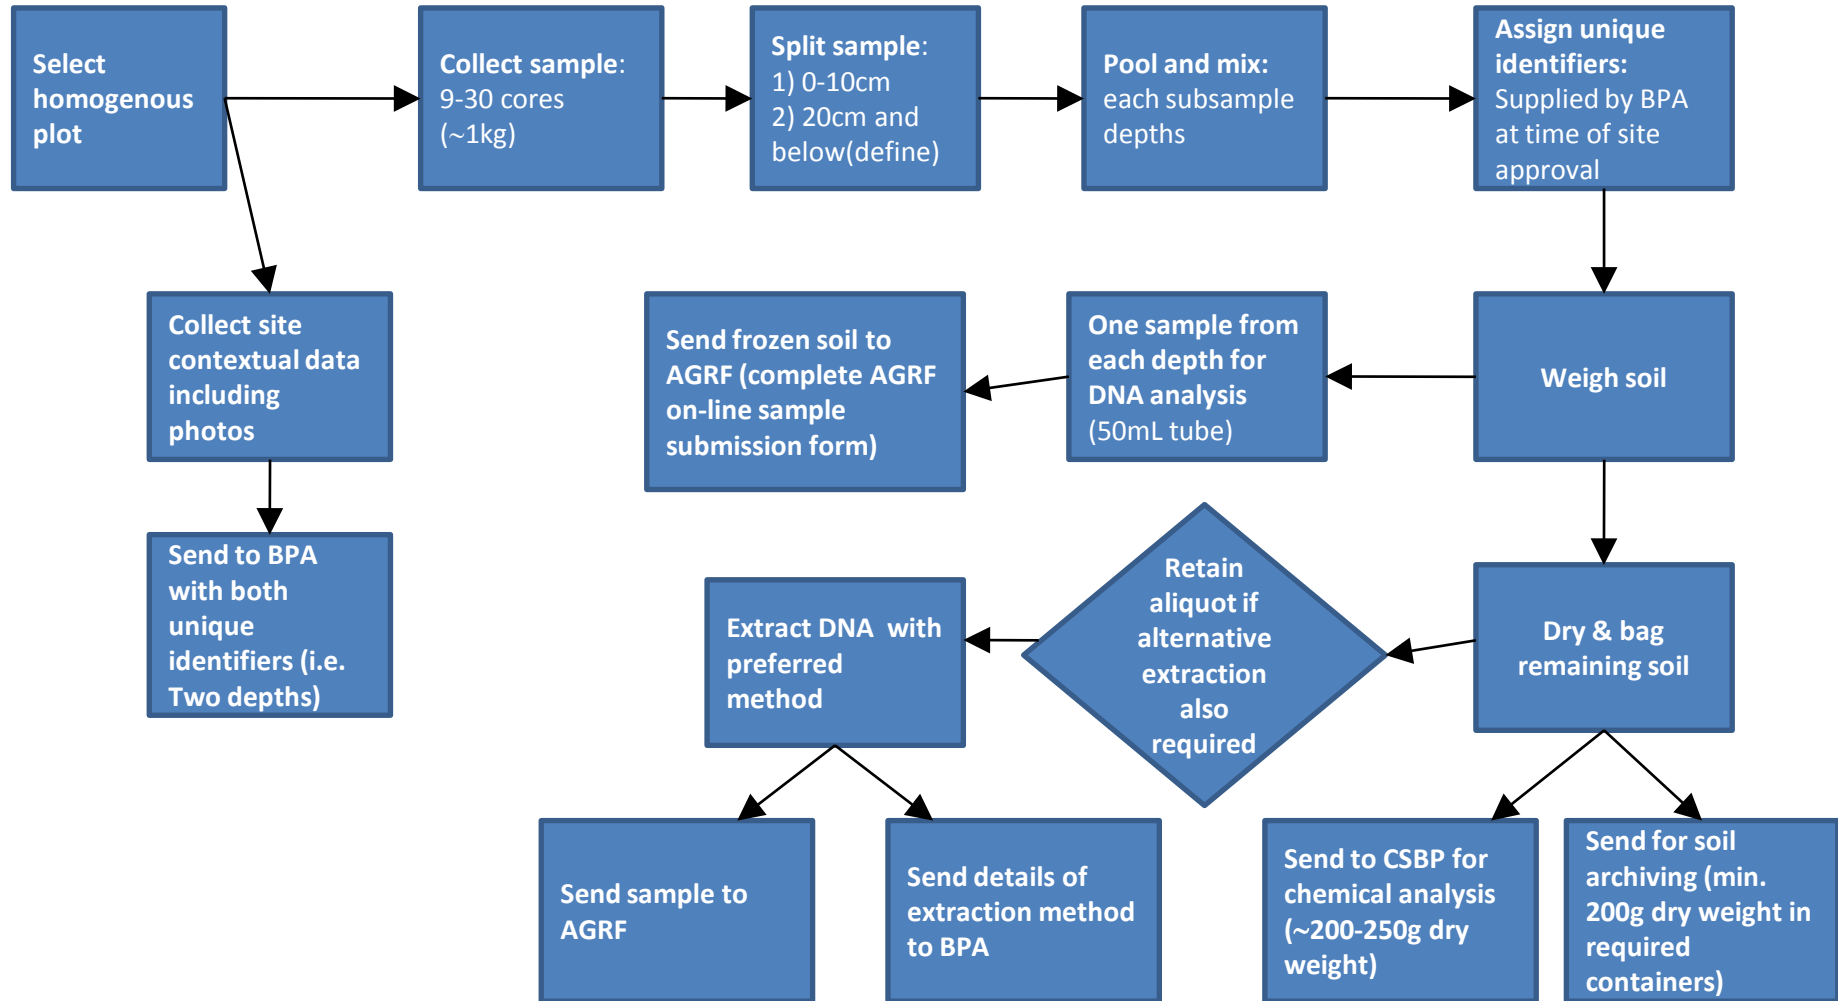 Select
homogenous
plot
Collect sample:
9-30 cores
(~1kg)
Split sample:
1) 0-10cm
2) 20cm and
below(define)
Pool and mix:
each subsample
depths
Assign unique
identifiers:
Supplied by BPA
at time of site
approval
Collect site
contextual data
including
photos
Send frozen soil to
AGRF (complete AGRF
on-line sample
submission form)
One sample from
each depth for
DNA analysis
(50mL tube)
Weigh soil
Send to BPA
with both
unique
identifiers (i.e.
Two depths)
Extract DNA with
preferred
method
Retain
aliquot if
alternative
extraction
also
required
Dry & bag
remaining soil
Send sample to
AGRF
Send details of
extraction method
to BPA
Send to CSBP for
chemical analysis
(~200-250g dry
weight)
Send for soil
archiving (min.
200g dry weight in
required
containers)